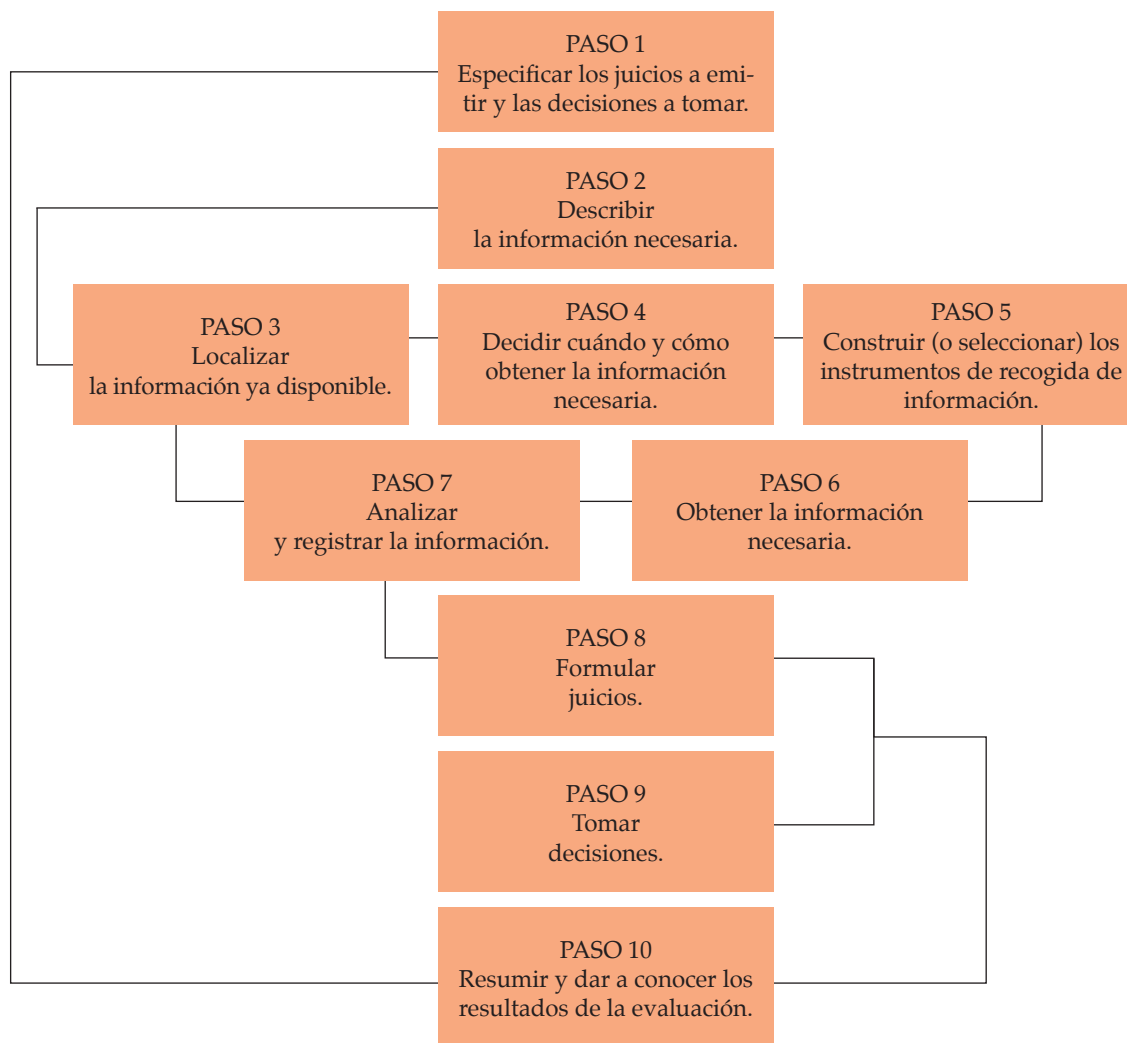 PASO 1
Especificar los juicios a emi-
tir y las decisiones a tomar.
PASO 2
Describir
la información necesaria.
PASO 3
Localizar
la información ya disponible.
PASO 4
Decidir cuándo y cómo
obtener la información
necesaria.
PASO 5
Construir (o seleccionar) los
instrumentos de recogida de
información.
PASO 7
Analizar
y registrar la información.
PASO 6
Obtener la información
necesaria.
PASO 8
Formular
juicios.
PASO 9
Tomar
decisiones.
PASO 10
Resumir y dar a conocer los
resultados de la evaluación.